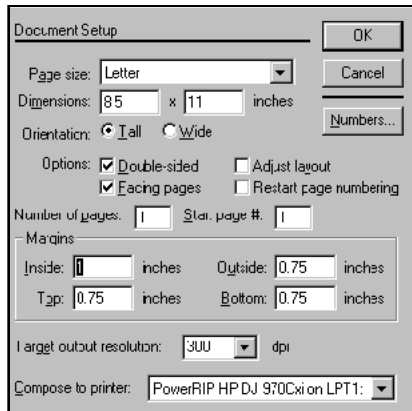 Document Setup
OK
Page size: Letter
Cancel
Dimensions: 8.5 x 11 inches
Numbers...
Orientation: Tall Wide
Options: Double-sided Adjust layout
Facing pages Restart page numbering
Number of pages: 1 Start page #: 1
Margins
Inside: 1 inches Outside: 0.75 inches
Top: 0.75 inches Bottom: 0.75 inches
Target output resolution: 300 dpi
Compose to printer: PowerRIP HP DJ 970Cxi on LPT1: